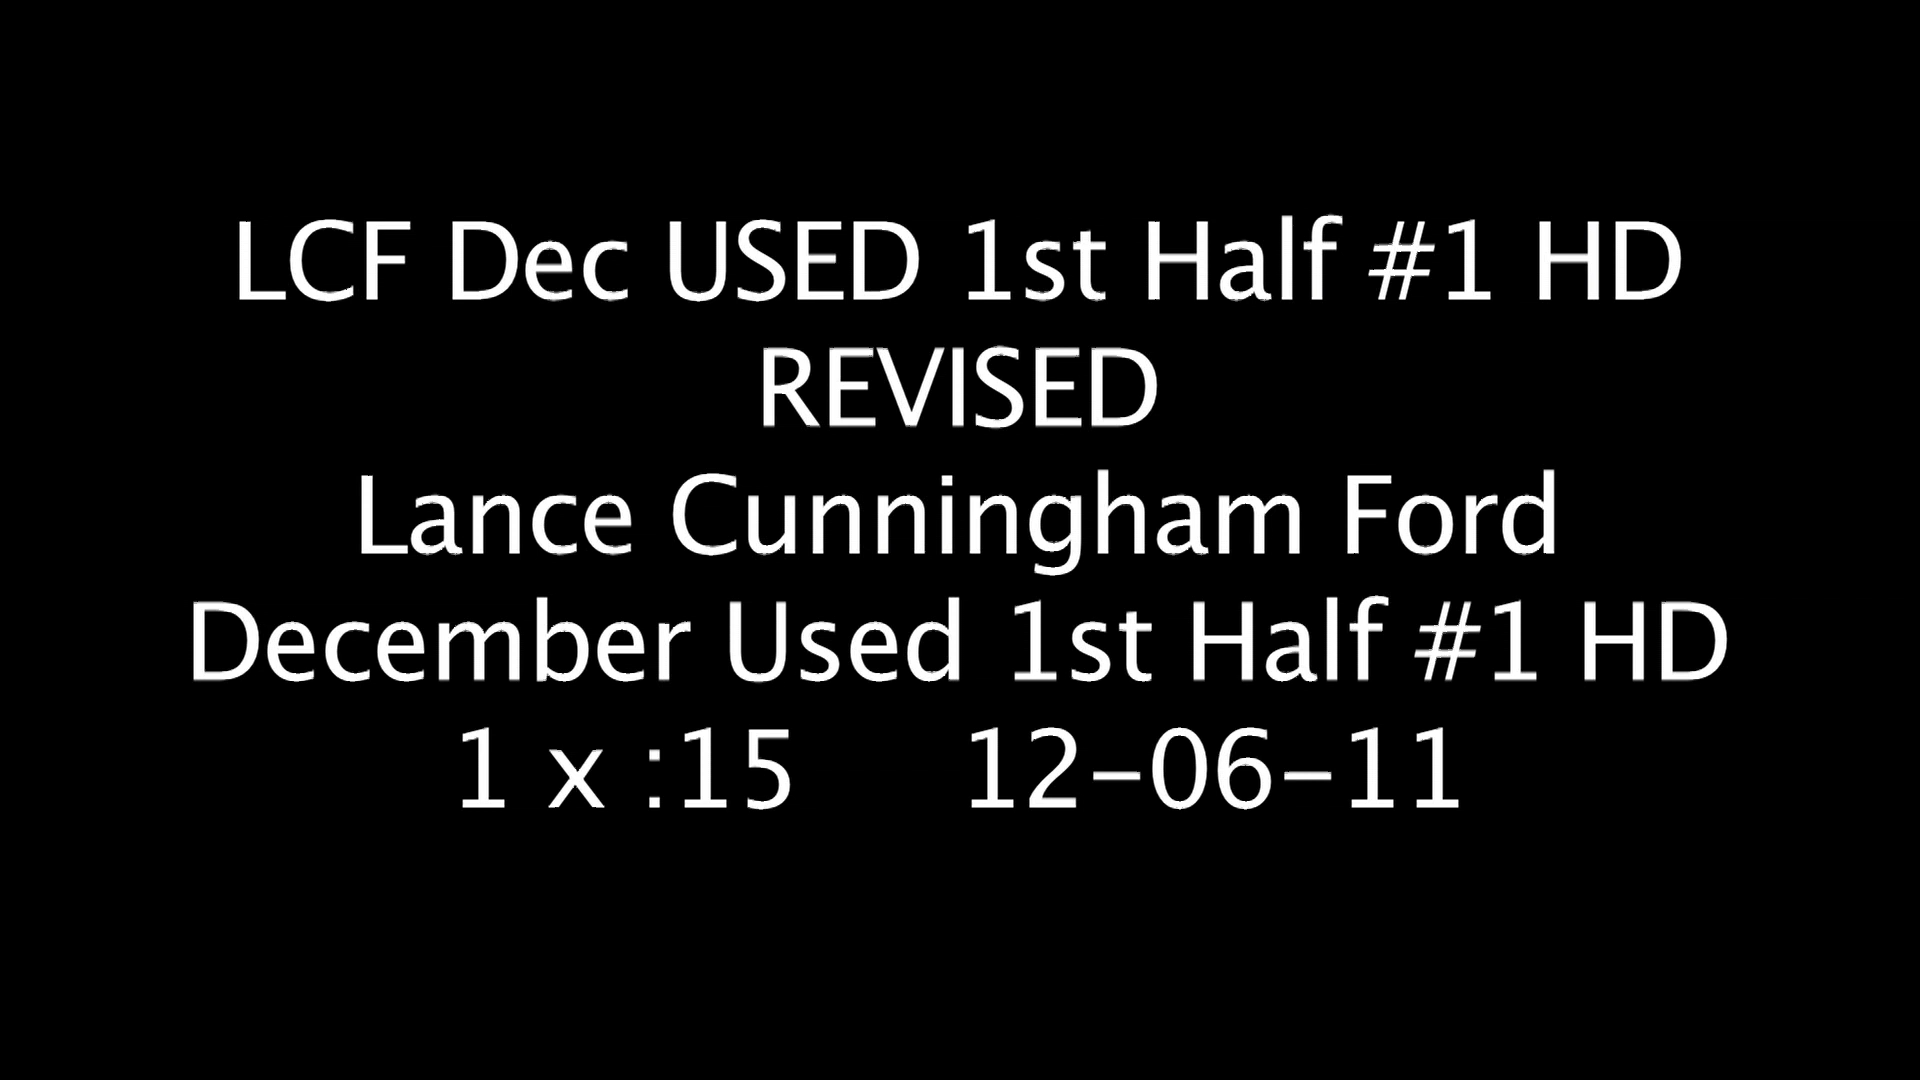 LCF Dec USED 1st Half #1 HD
REVISED
Lance Cunningham Ford
December Used 1st Half #1 HD
1 x :15 12-06-11